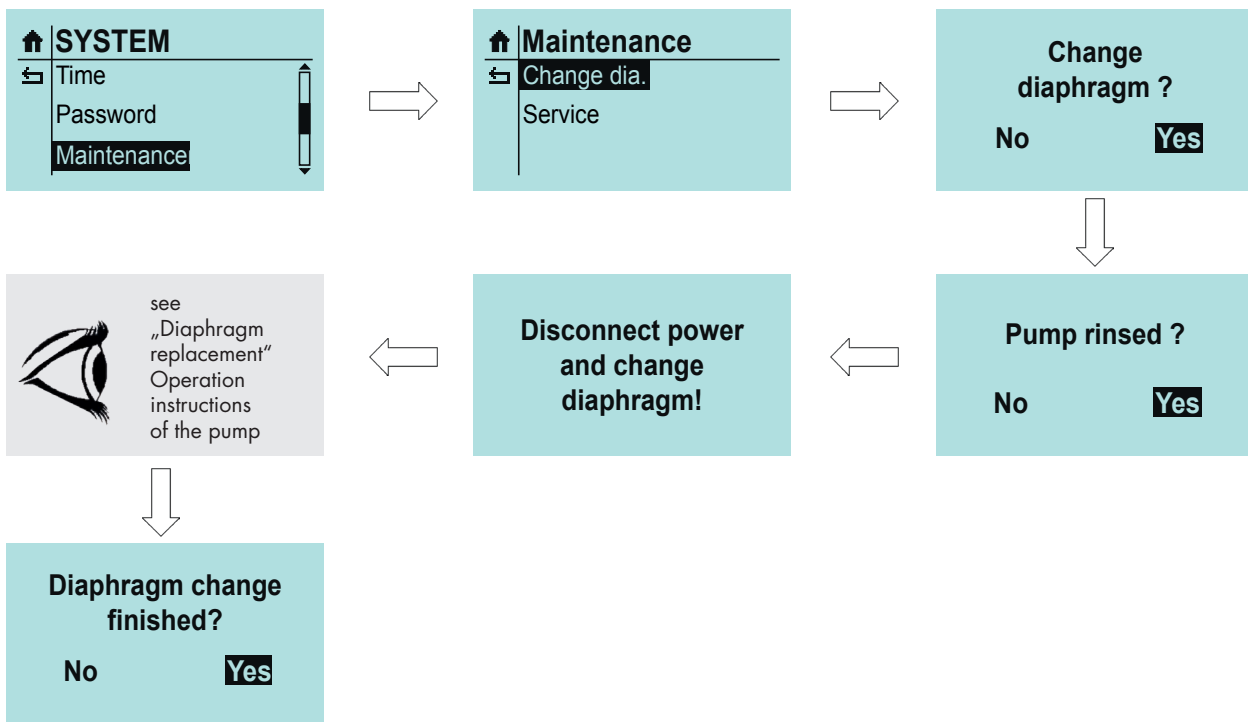 SYSTEM
Time
Password
Maintenance
Maintenance
Change dia.
Service
Change
diaphragm ?
No Yes
Pump rinsed ?
No Yes
Disconnect power
and change
diaphragm!
see
„Diaphragm
replacement“
Operation
instructions
of the pump
Diaphragm change
finished?
No Yes